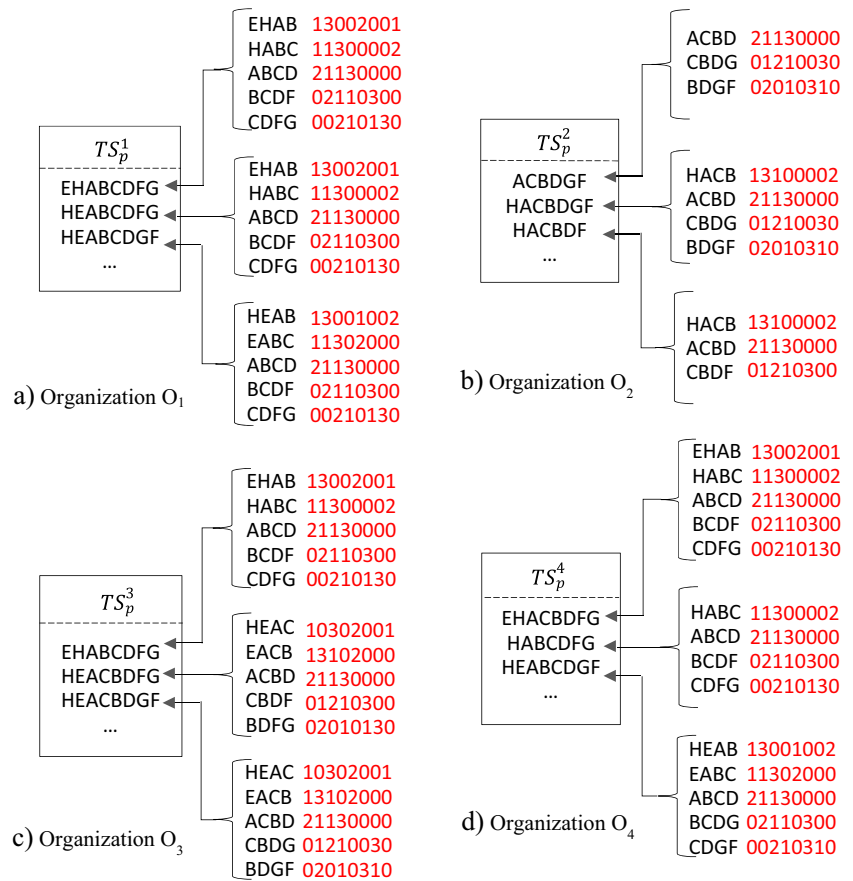 EHAB 13002001
HABC 11300002
ABCD 21130000
BCDF 02110300
CDFG 00210130
TS_p^1
EHABCDFG
HEABCDFG
HEABCDGF
...
EHAB 13002001
HABC 11300002
ABCD 21130000
BCDF 02110300
CDFG 00210130
HEAB 13001002
EABC 11302000
ABCD 21130000
BCDF 02110300
CDFG 00210130
a) Organization O_1
ACBD 21130000
CBDG 01210030
BDGF 02010310
TS_p^2
ACBDGF
HACBDGF
HACBDF
...
HACB 13100002
ACBD 21130000
CBDG 01210030
BDGF 02010310
HACB 13100002
ACBD 21130000
CBDF 01210300
b) Organization O_2
EHAB 13002001
HABC 11300002
ABCD 21130000
BCDF 02110300
CDFG 00210130
TS_p^3
EHABCDFG
HEACBDFG
HEACBDGF
...
HEAC 10302001
EACB 13102000
ACBD 21130000
CBDF 01210300
BDFG 02010130
HEAC 10302001
EACB 13102000
ACBD 21130000
CBDG 01210030
BDGF 02010310
c) Organization O_3
EHAB 13002001
HABC 11300002
ABCD 21130000
BCDF 02110300
CDFG 00210130
TS_p^4
EHACBDFG
HABCDFG
HEABCDGF
...
HABC 11300002
ABCD 21130000
BCDF 02110300
CDFG 00210130
HEAB 13001002
EABC 11302000
ABCD 21130000
BCDG 02110300
CDGF 00210310
d) Organization O_4